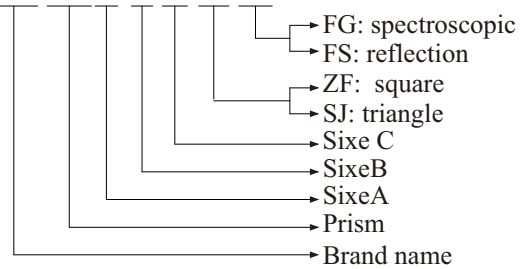 FG: spectroscopic
FS: reflection
ZF: square
SJ: triangle
Sixe C
SixeB
SixeA
Prism
Brand name